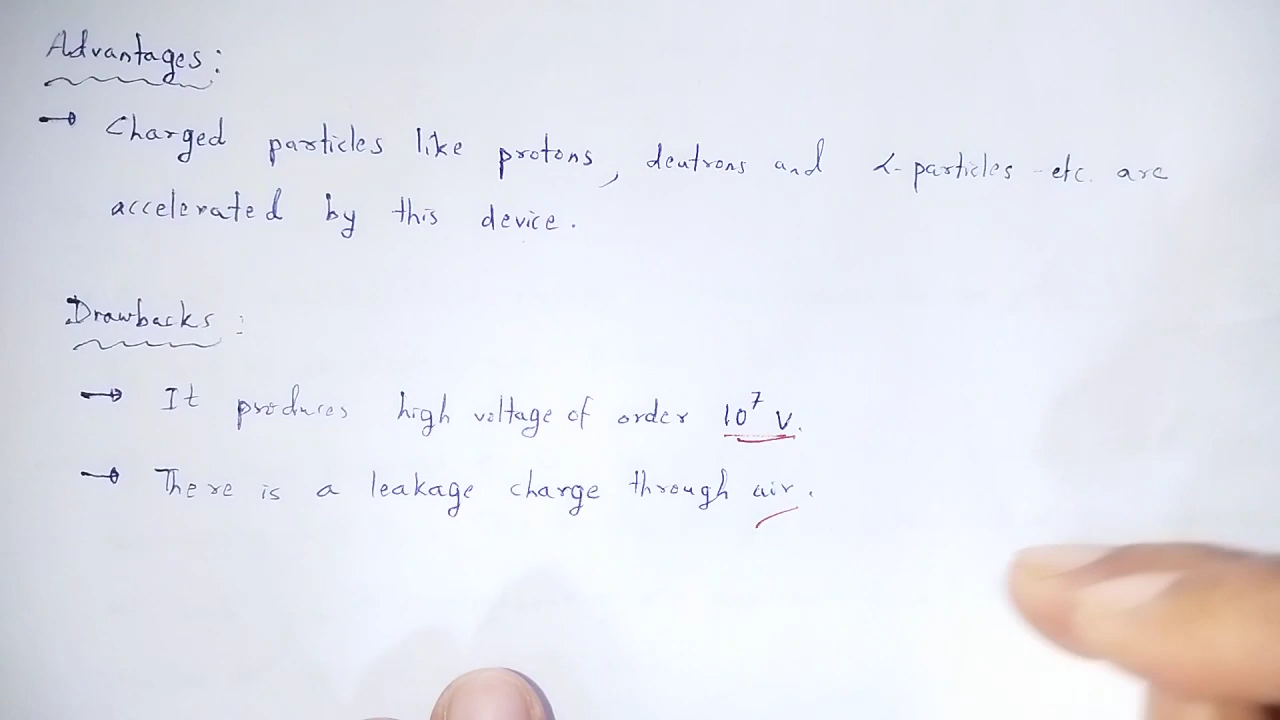 Advantages:
→ Charged particles like protons, deutrons and α-particles etc. are
accelerated by this device.
Drawbacks:
→ It produces high voltage of order 10⁷ V.
→ There is a leakage charge through air.